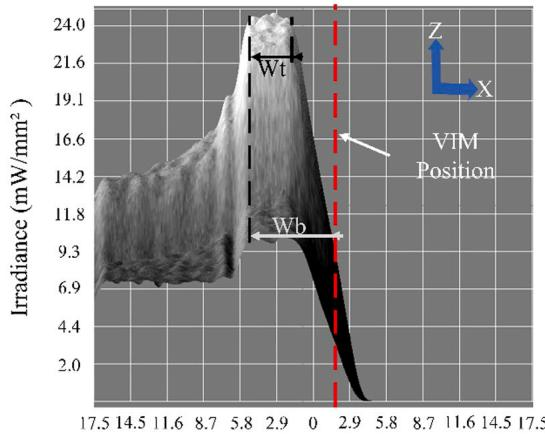 Irradiance (mW/mm²)
24.0
21.6
19.1
16.6
14.2
11.8
9.3
6.9
4.4
2.0
Wt
Wb
Z
X
VIM
Position
17.5 14.5 11.6 8.7 5.8 2.9 0 2.9 5.8 8.7 11.6 14.5 17.5